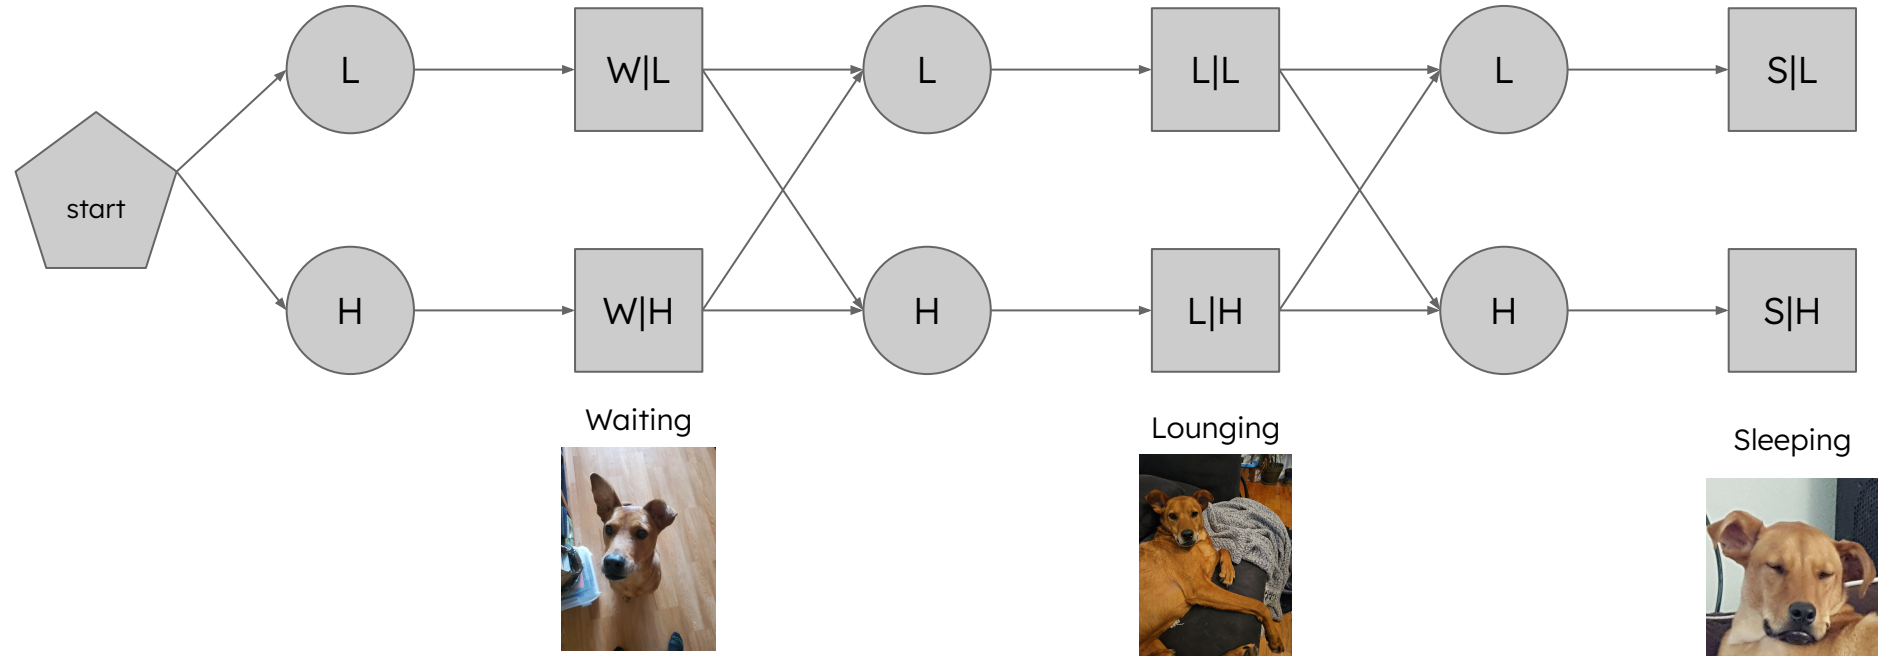 L
W|L
L
L|L
L
S|L
start
H
W|H
H
L|H
H
S|H
Waiting
Lounging
Sleeping